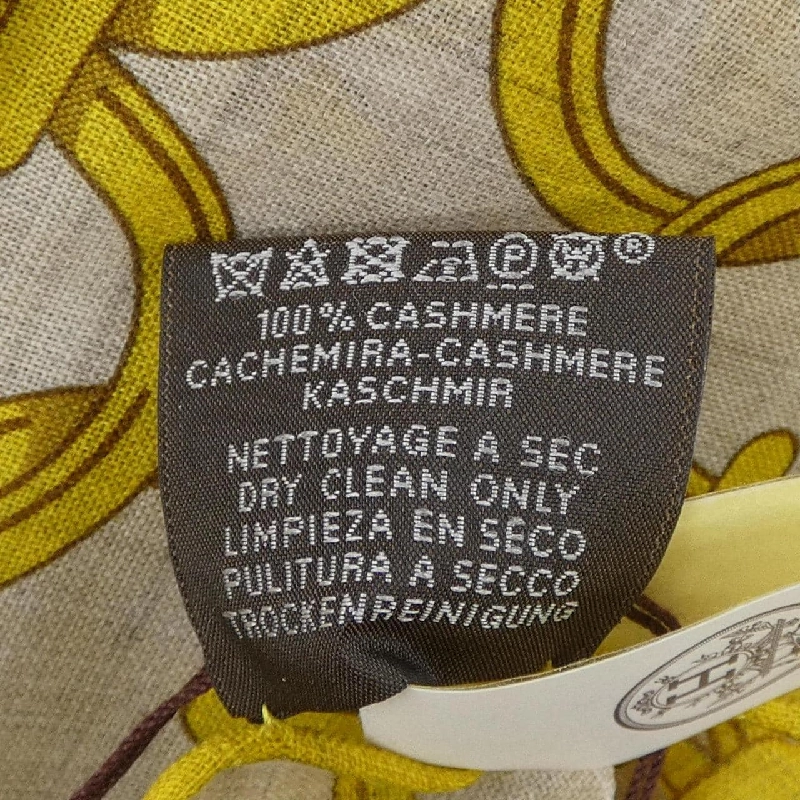 P ®
100% CASHMERE
CACHEMIRA-CASHMERE
KASCHMIR
NETTOYAGE A SEC
DRY CLEAN ONLY
LIMPIEZA EN SECO
PULITURA A SECCO
TROCKENREINIGUNG
H